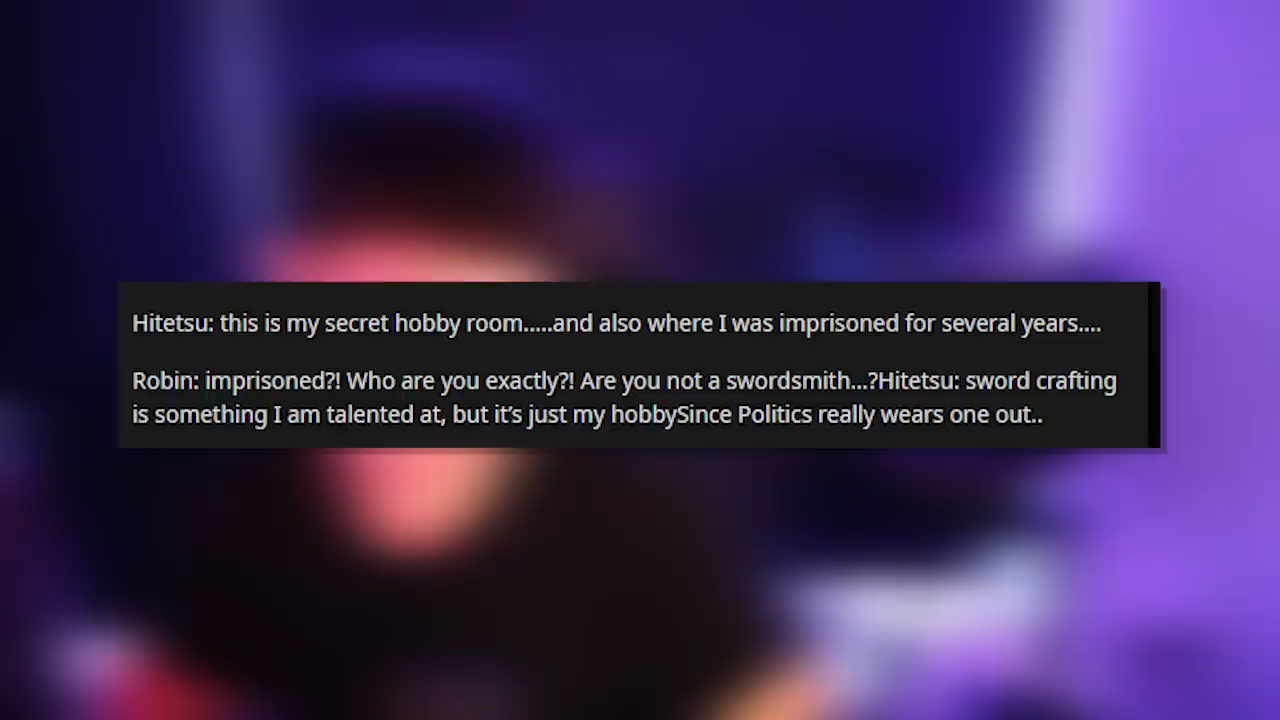 Hitetsu: this is my secret hobby room.....and also where I was imprisoned for several years....
Robin: imprisoned?! Who are you exactly?! Are you not a swordsmith...?Hitetsu: sword crafting
is something I am talented at, but it’s just my hobbySince Politics really wears one out..